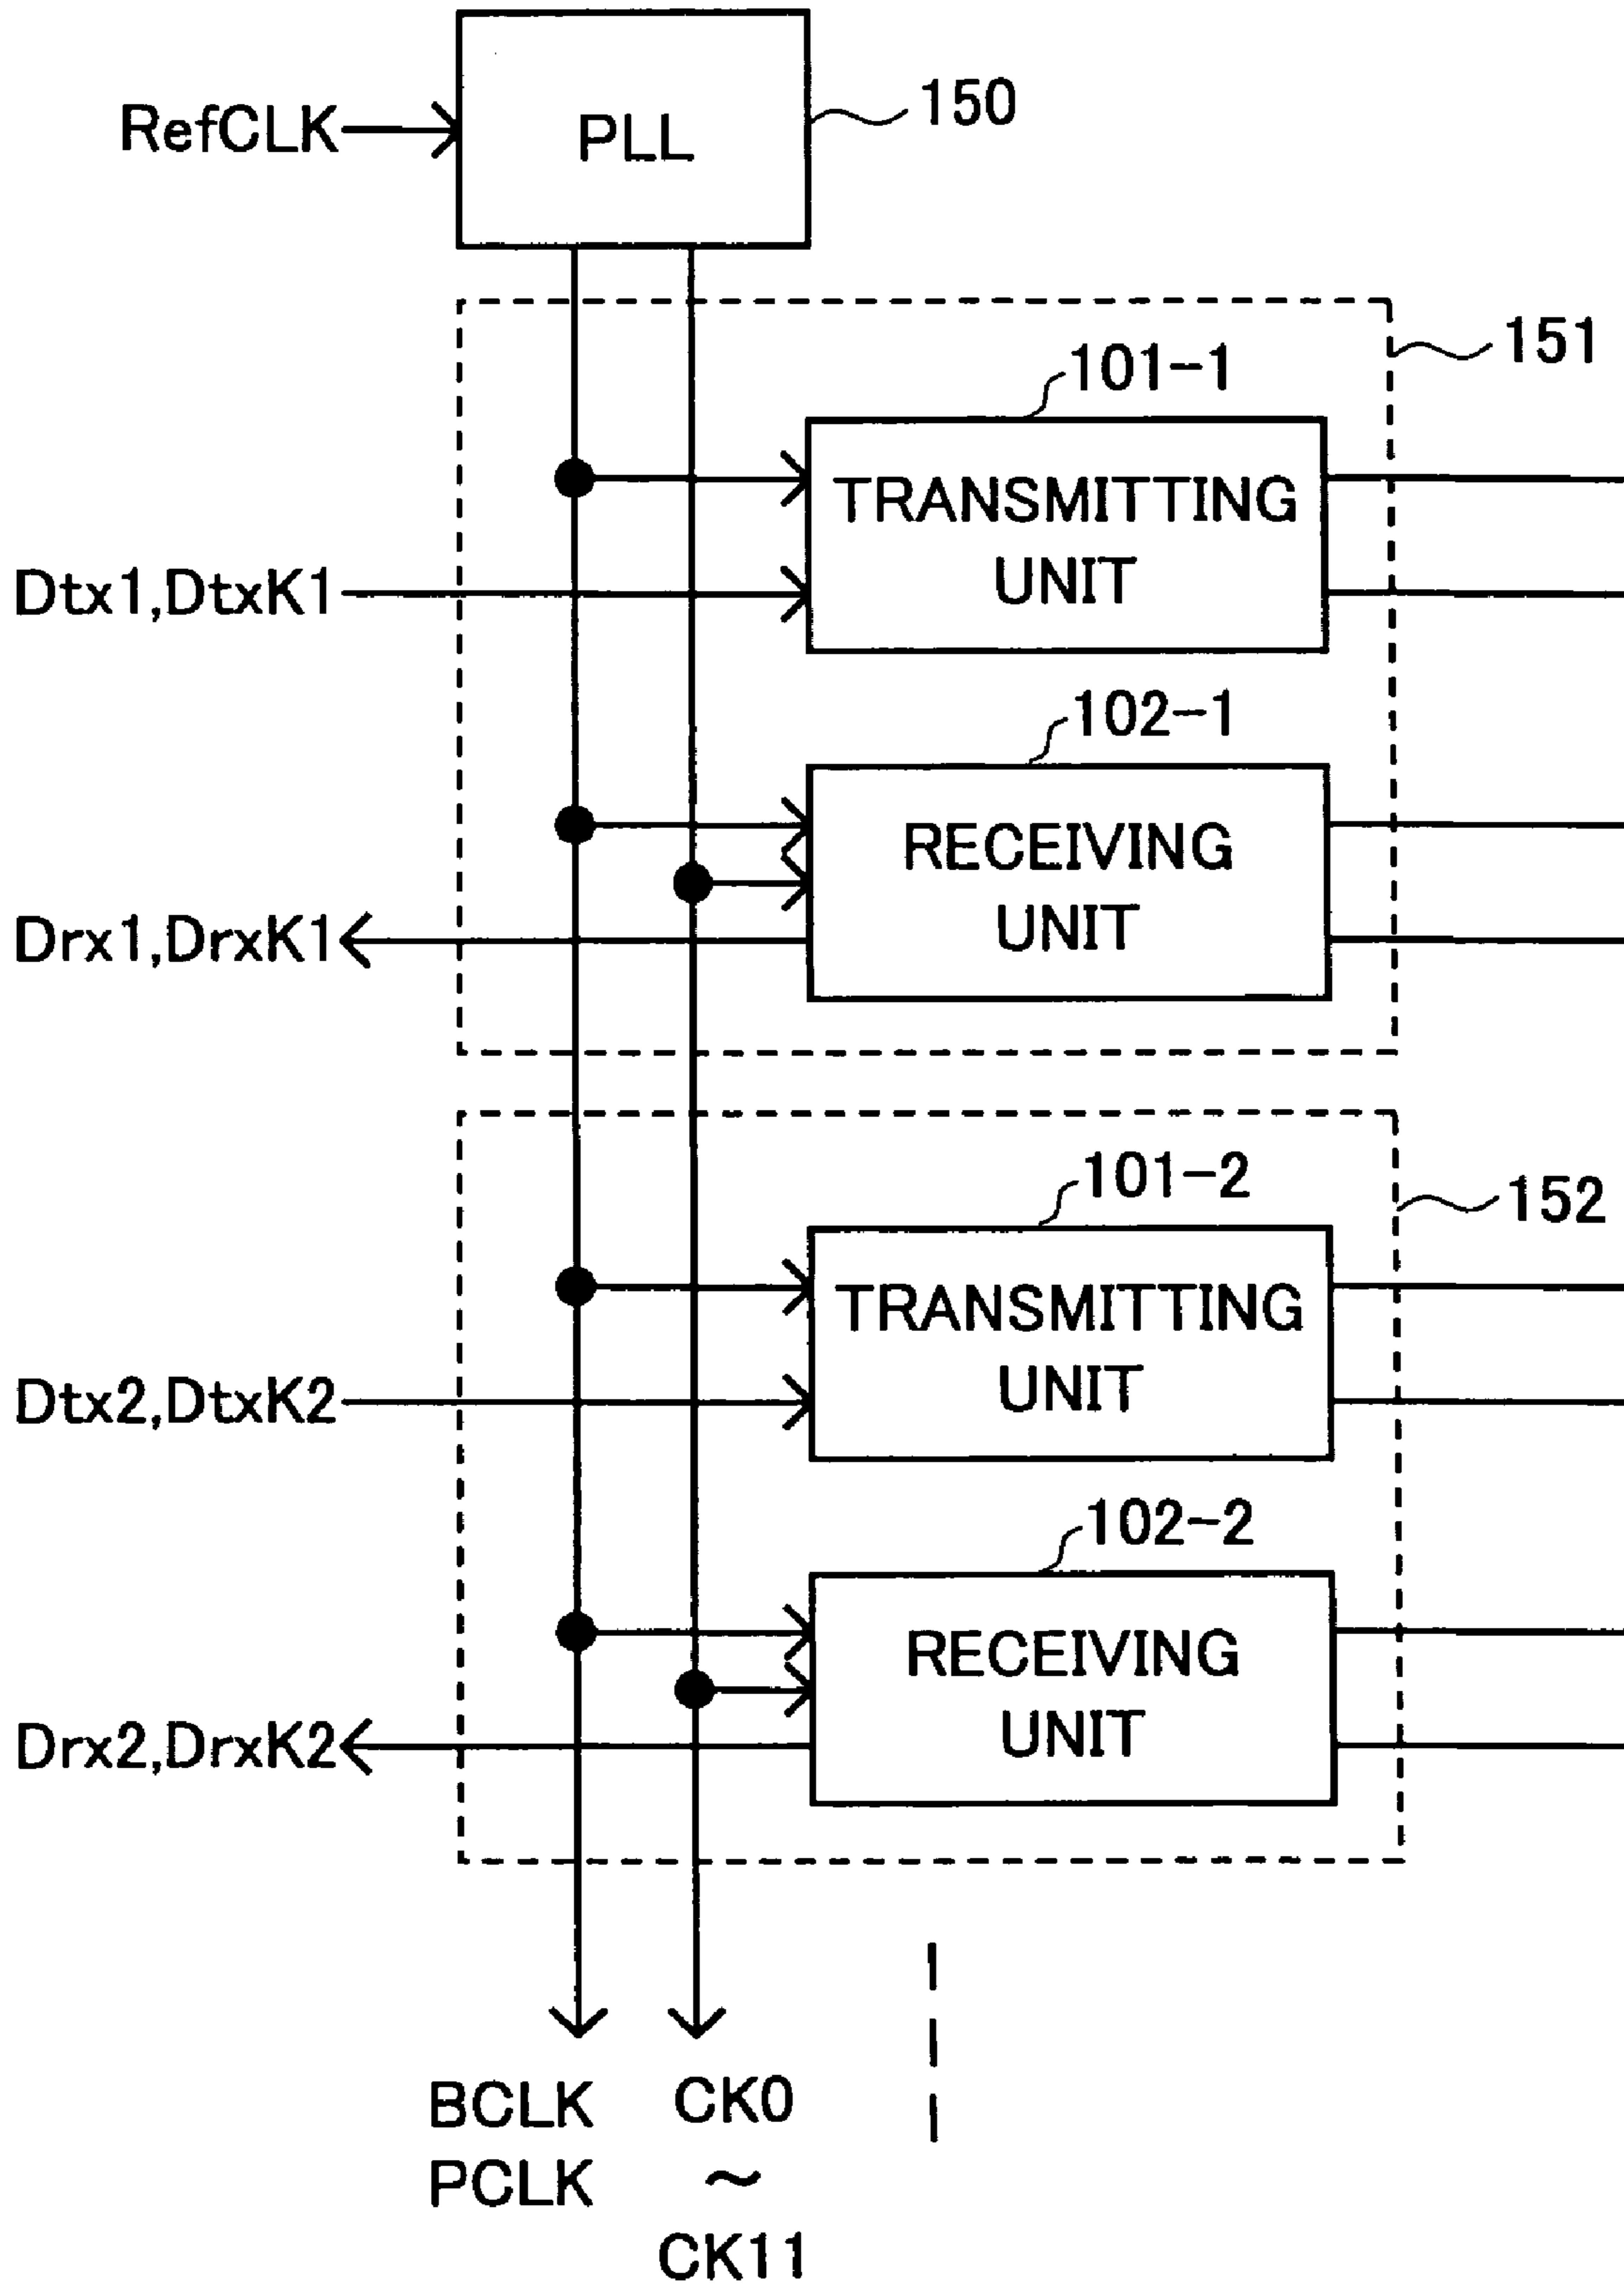 RefCLK
PLL
150
151
101-1
TRANSMITTING
UNIT
Dtx1,DtxK1
102-1
RECEIVING
UNIT
Drx1,DrxK1
101-2
152
TRANSMITTING
UNIT
Dtx2,DtxK2
102-2
RECEIVING
UNIT
Drx2,DrxK2
BCLK
PCLK
CK0
~
CK11